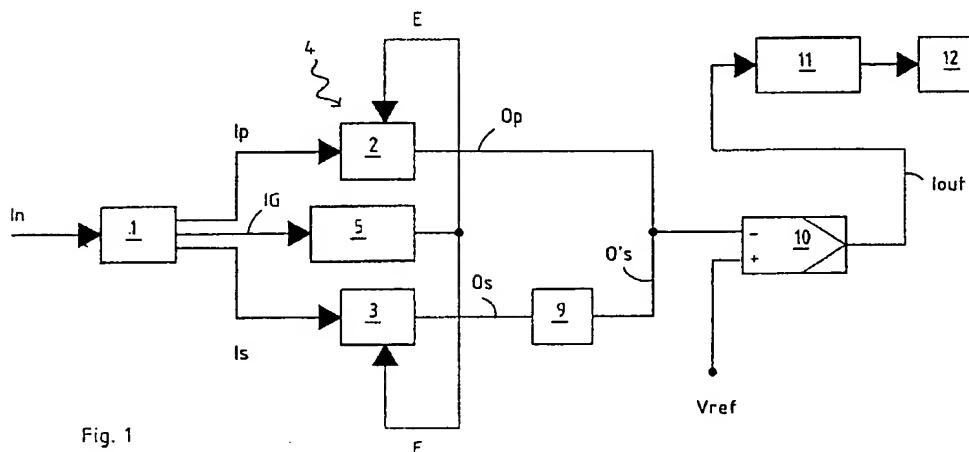 E
4
11
12
Ip
2
Op
Iout
In
.1
IG
5
-
10
+
O's
Os
3
9
Is
Vref
Fig. 1
E